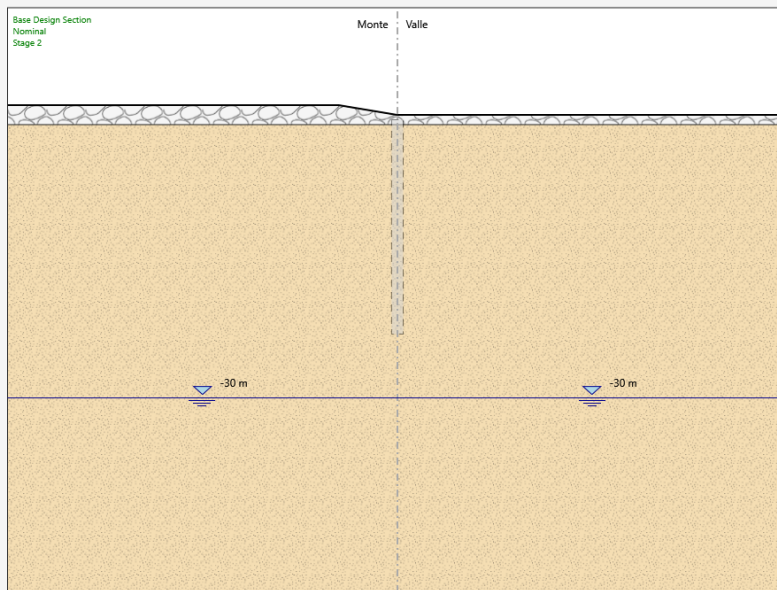 Base Design Section
Nominal
Stage 2
Monte
Valle
-30 m
-30 m